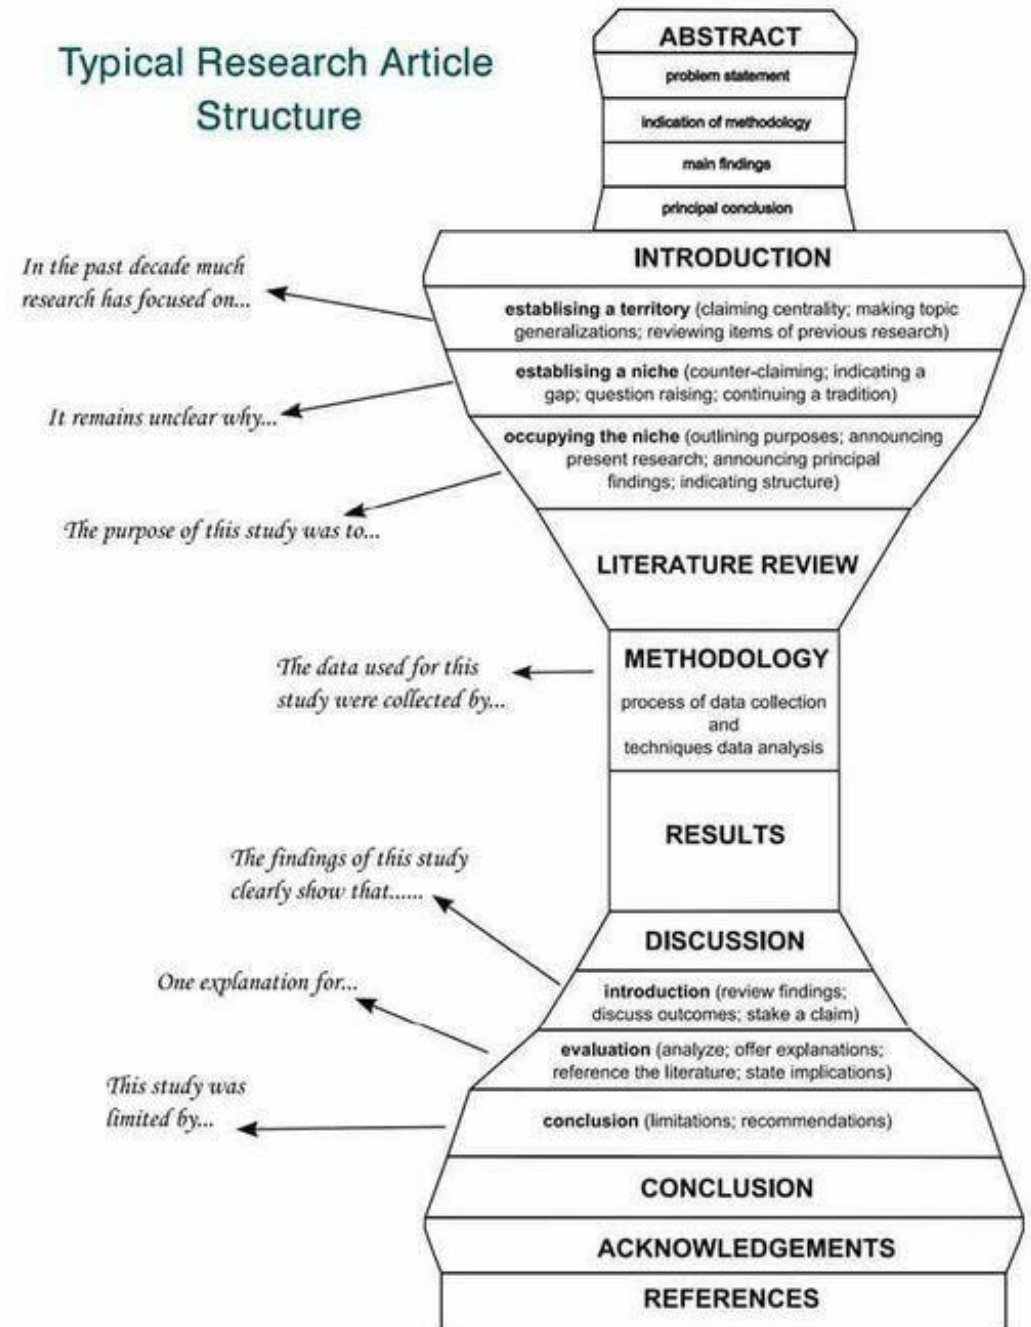 Typical Research Article
Structure
ABSTRACT
problem statement
indication of methodology
main findings
principal conclusion
INTRODUCTION
In the past decade much
research has focused on...
establising a territory (claiming centrality; making topic
generalizations; reviewing items of previous research)
establising a niche (counter-claiming; indicating a
gap; question raising; continuing a tradition)
It remains unclear why...
occupying the niche (outlining purposes; announcing
present research; announcing principal
findings; indicating structure)
The purpose of this study was to...
LITERATURE REVIEW
METHODOLOGY
The data used for this
study were collected by...
process of data collection
and
techniques data analysis
RESULTS
The findings of this study
clearly show that......
DISCUSSION
introduction (review findings;
discuss outcomes; stake a claim)
One explanation for...
evaluation (analyze; offer explanations;
reference the literature; state implications)
This study was
limited by...
conclusion (limitations; recommendations)
CONCLUSION
ACKNOWLEDGEMENTS
REFERENCES